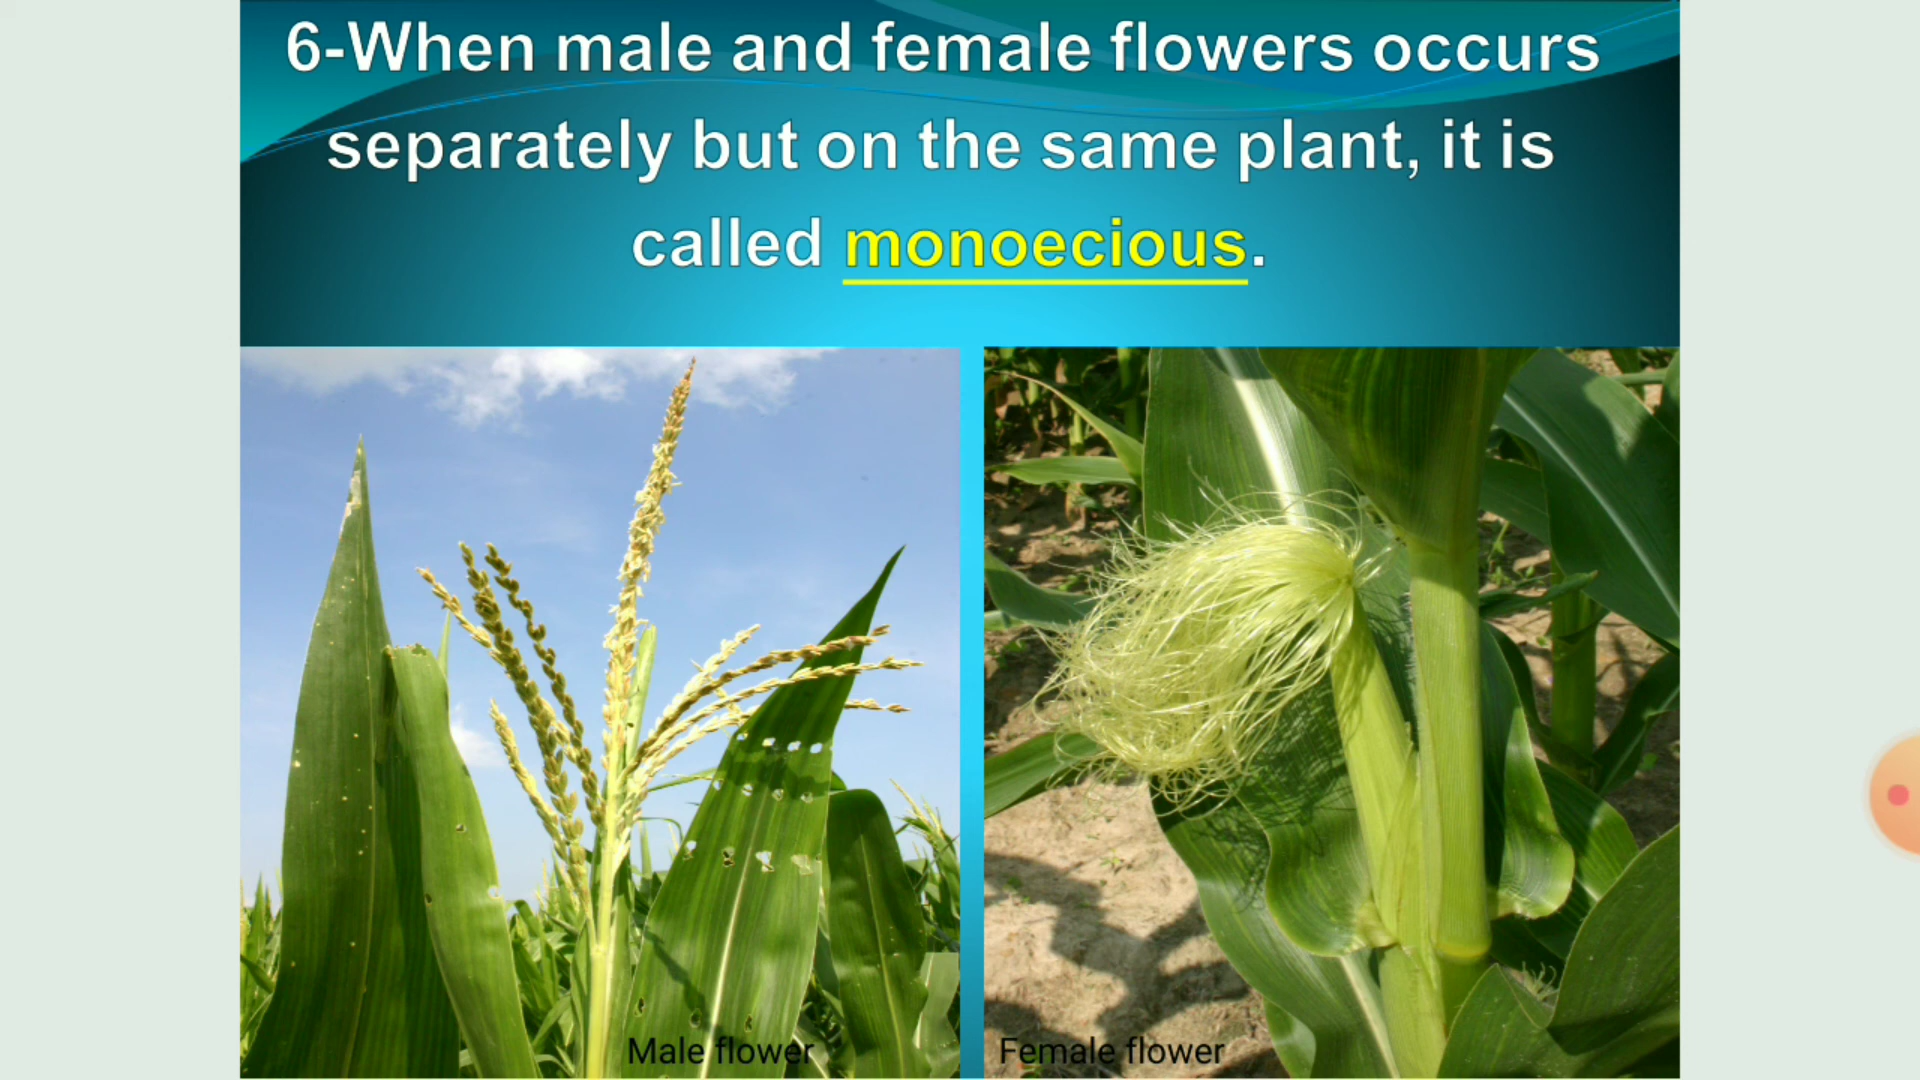 6-When male and female flowers occurs
separately but on the same plant, it is
called monoecious.
Male flower
Female flower